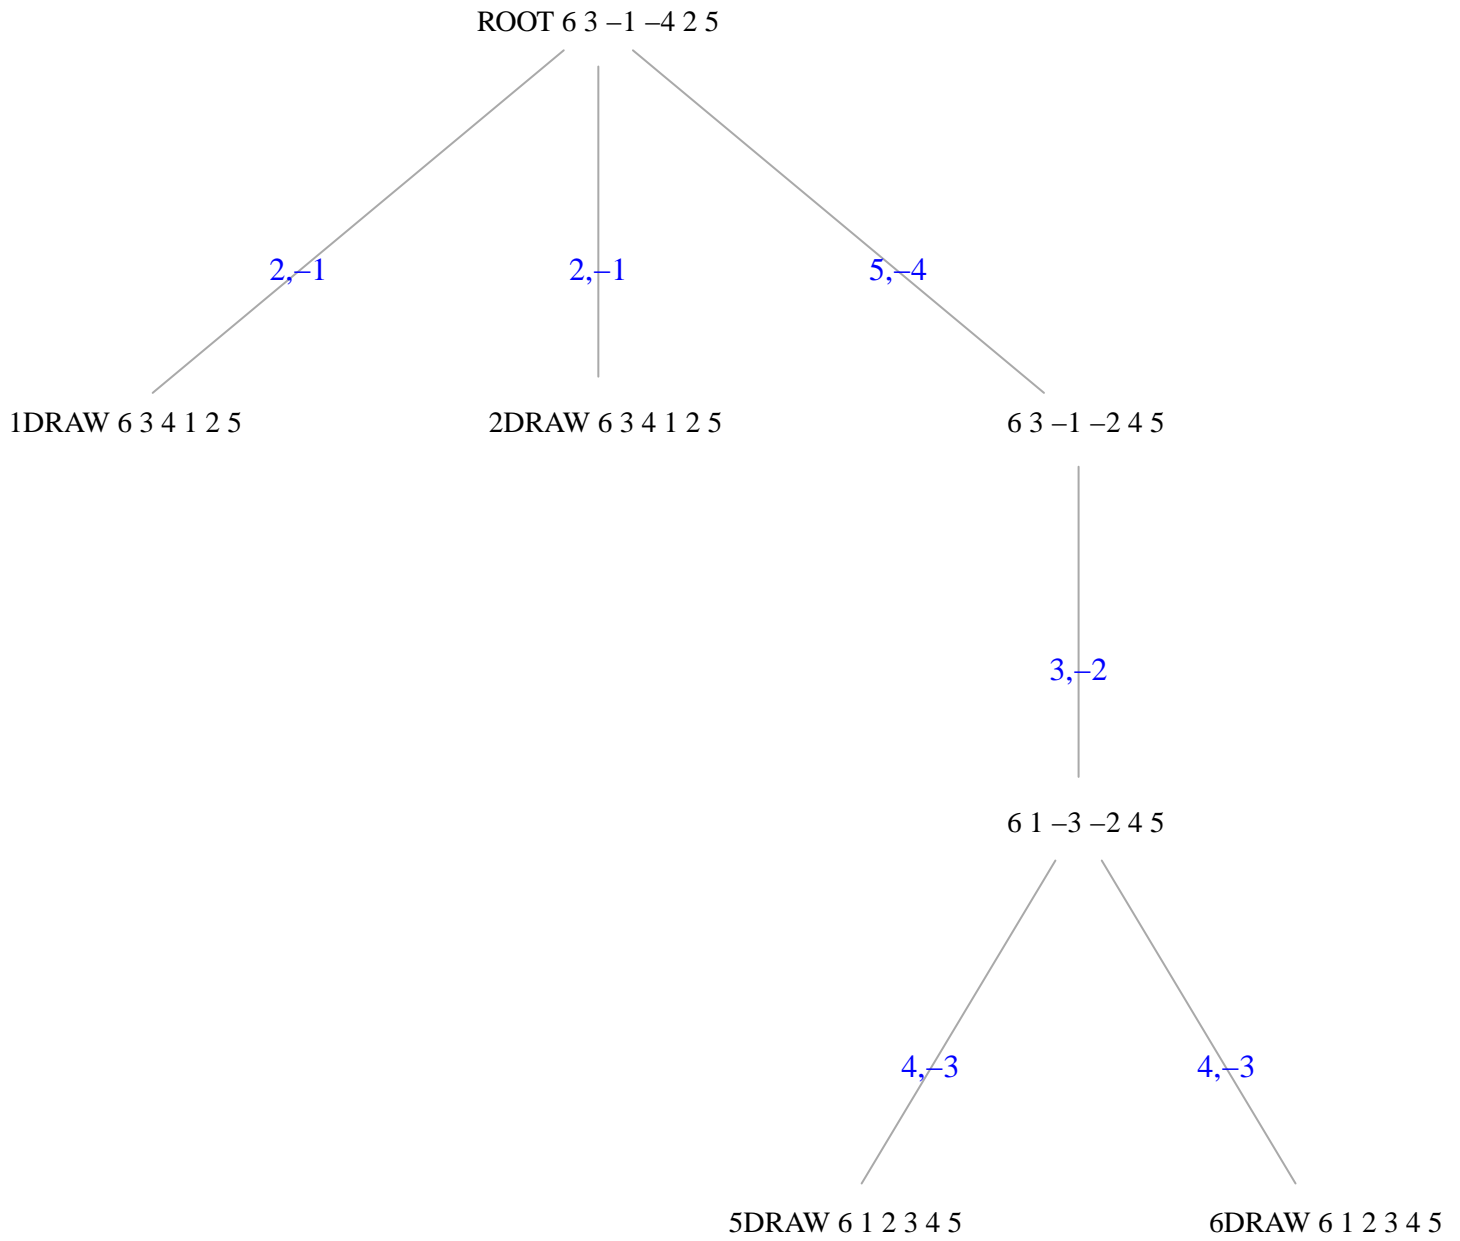 ROOT 6 3 –1 –4 2 5
2,–1
2,–1
5,–4
1DRAW 6 3 4 1 2 5
2DRAW 6 3 4 1 2 5
6 3 –1 –2 4 5
3,–2
6 1 –3 –2 4 5
4,–3
4,–3
5DRAW 6 1 2 3 4 5
6DRAW 6 1 2 3 4 5